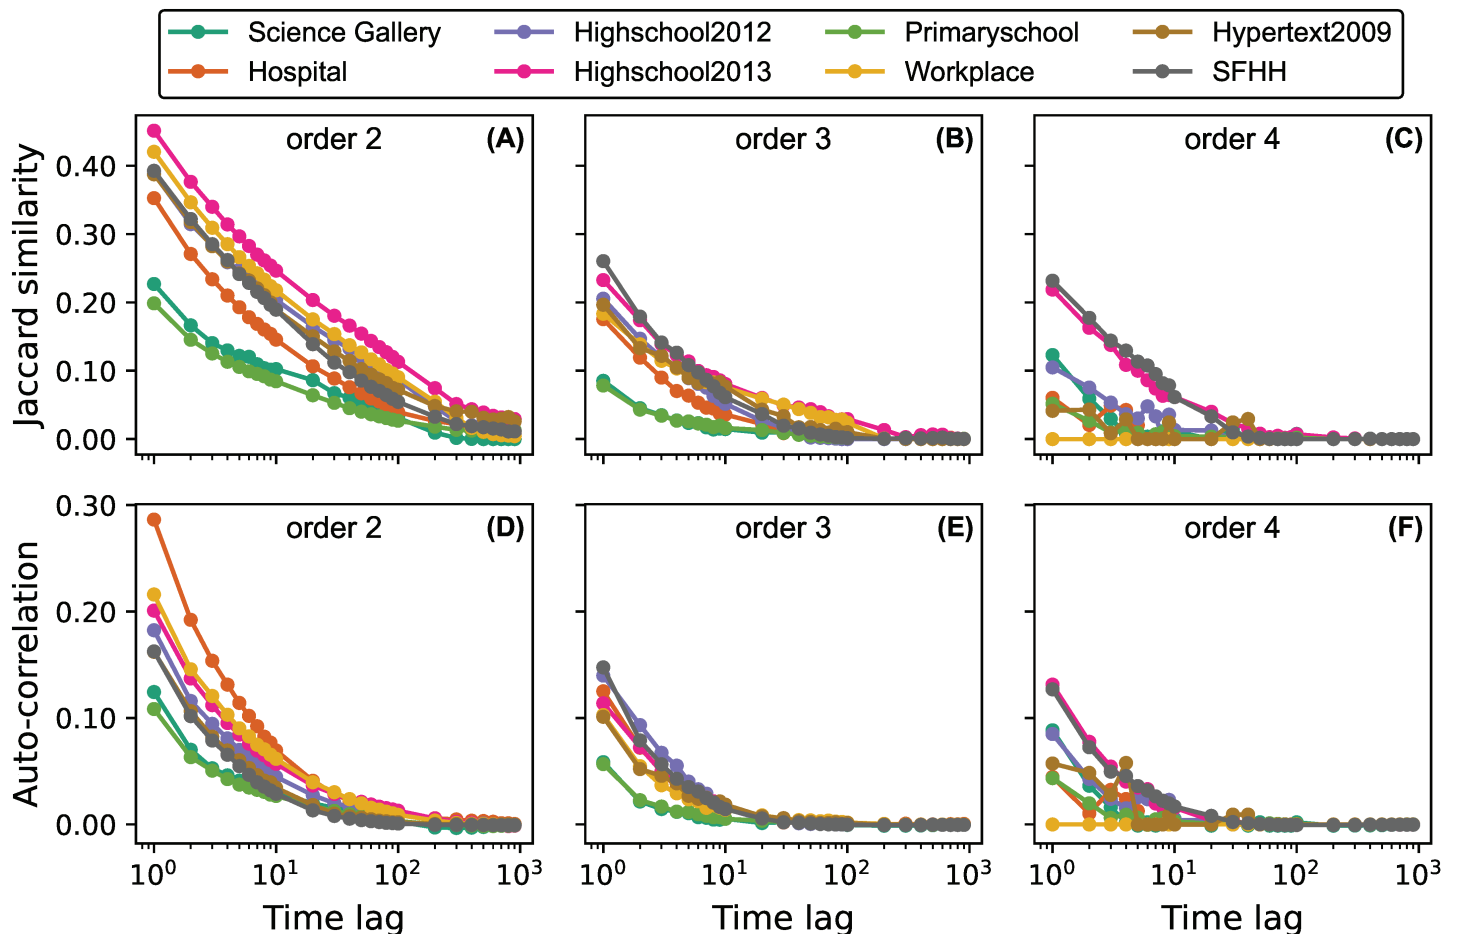 Science Gallery Highschool2012 Primaryschool Hypertext2009
Hospital Highschool2013 Workplace SFHH
order 2 (A) order 3 (B) order 4 (C)
Jaccard similarity
0.40
0.30
0.20
0.10
0.00
order 2 (D) order 3 (E) order 4 (F)
Auto-correlation
0.30
0.20
0.10
0.00
10⁰ 10¹ 10² 10³ 10⁰ 10¹ 10² 10³ 10⁰ 10¹ 10² 10³
Time lag Time lag Time lag